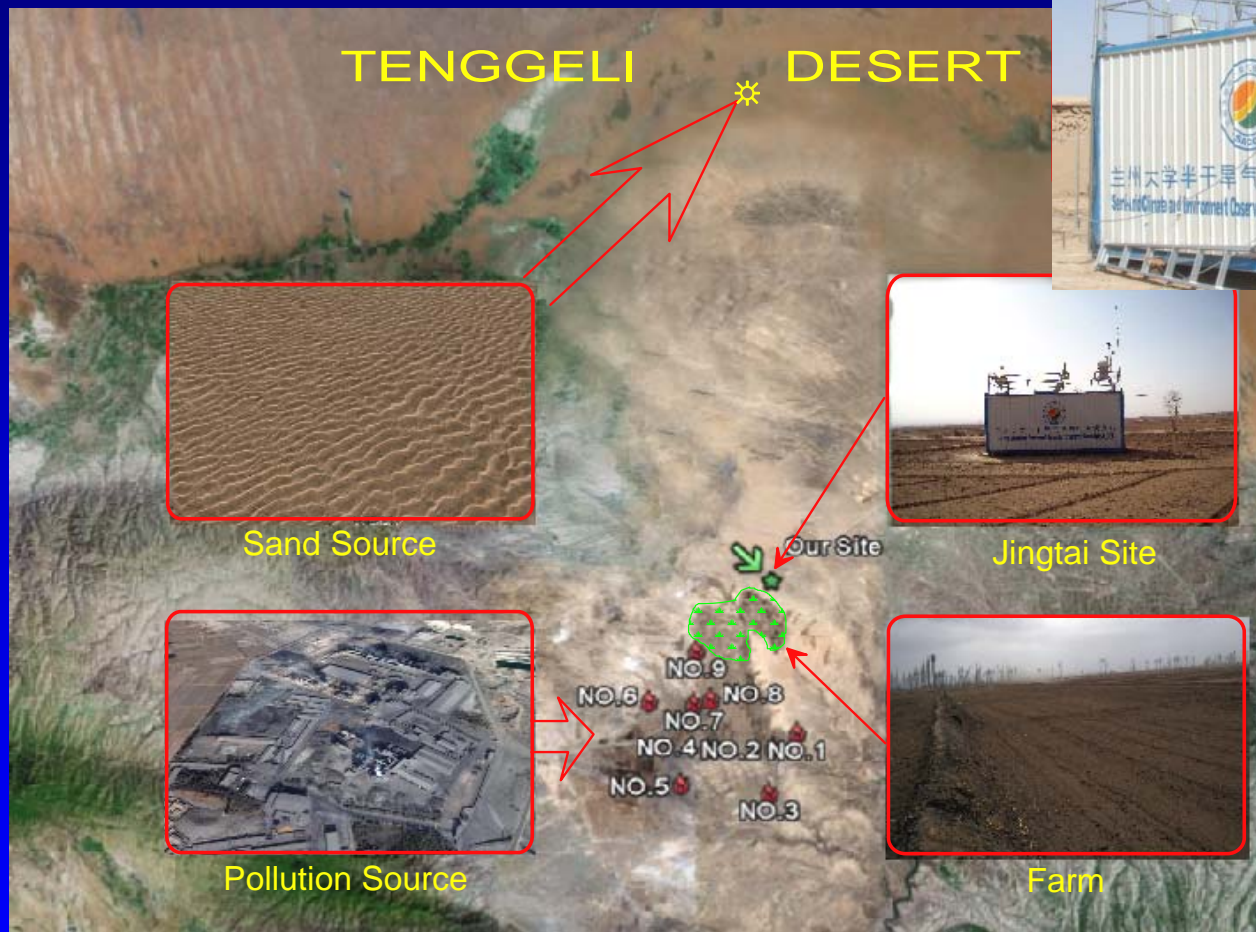 TENGGELI DESERT
兰州大学半干旱气
Sand Source
Our Site
Jingtai Site
NO.9
NO.6
NO.8
NO.7
NO.4
NO.2
NO.1
NO.5
NO.3
Pollution Source
Farm